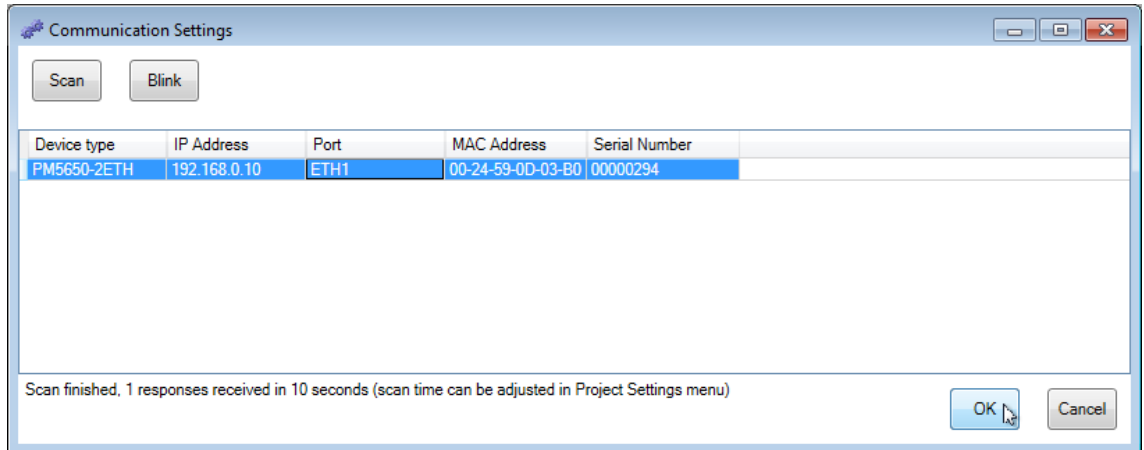 Communication Settings
Scan Blink
Device type IP Address Port MAC Address Serial Number
PM5650-2ETH 192.168.0.10 ETH1 00-24-59-0D-03-B0 00000294
Scan finished, 1 responses received in 10 seconds (scan time can be adjusted in Project Settings menu)
OK Cancel